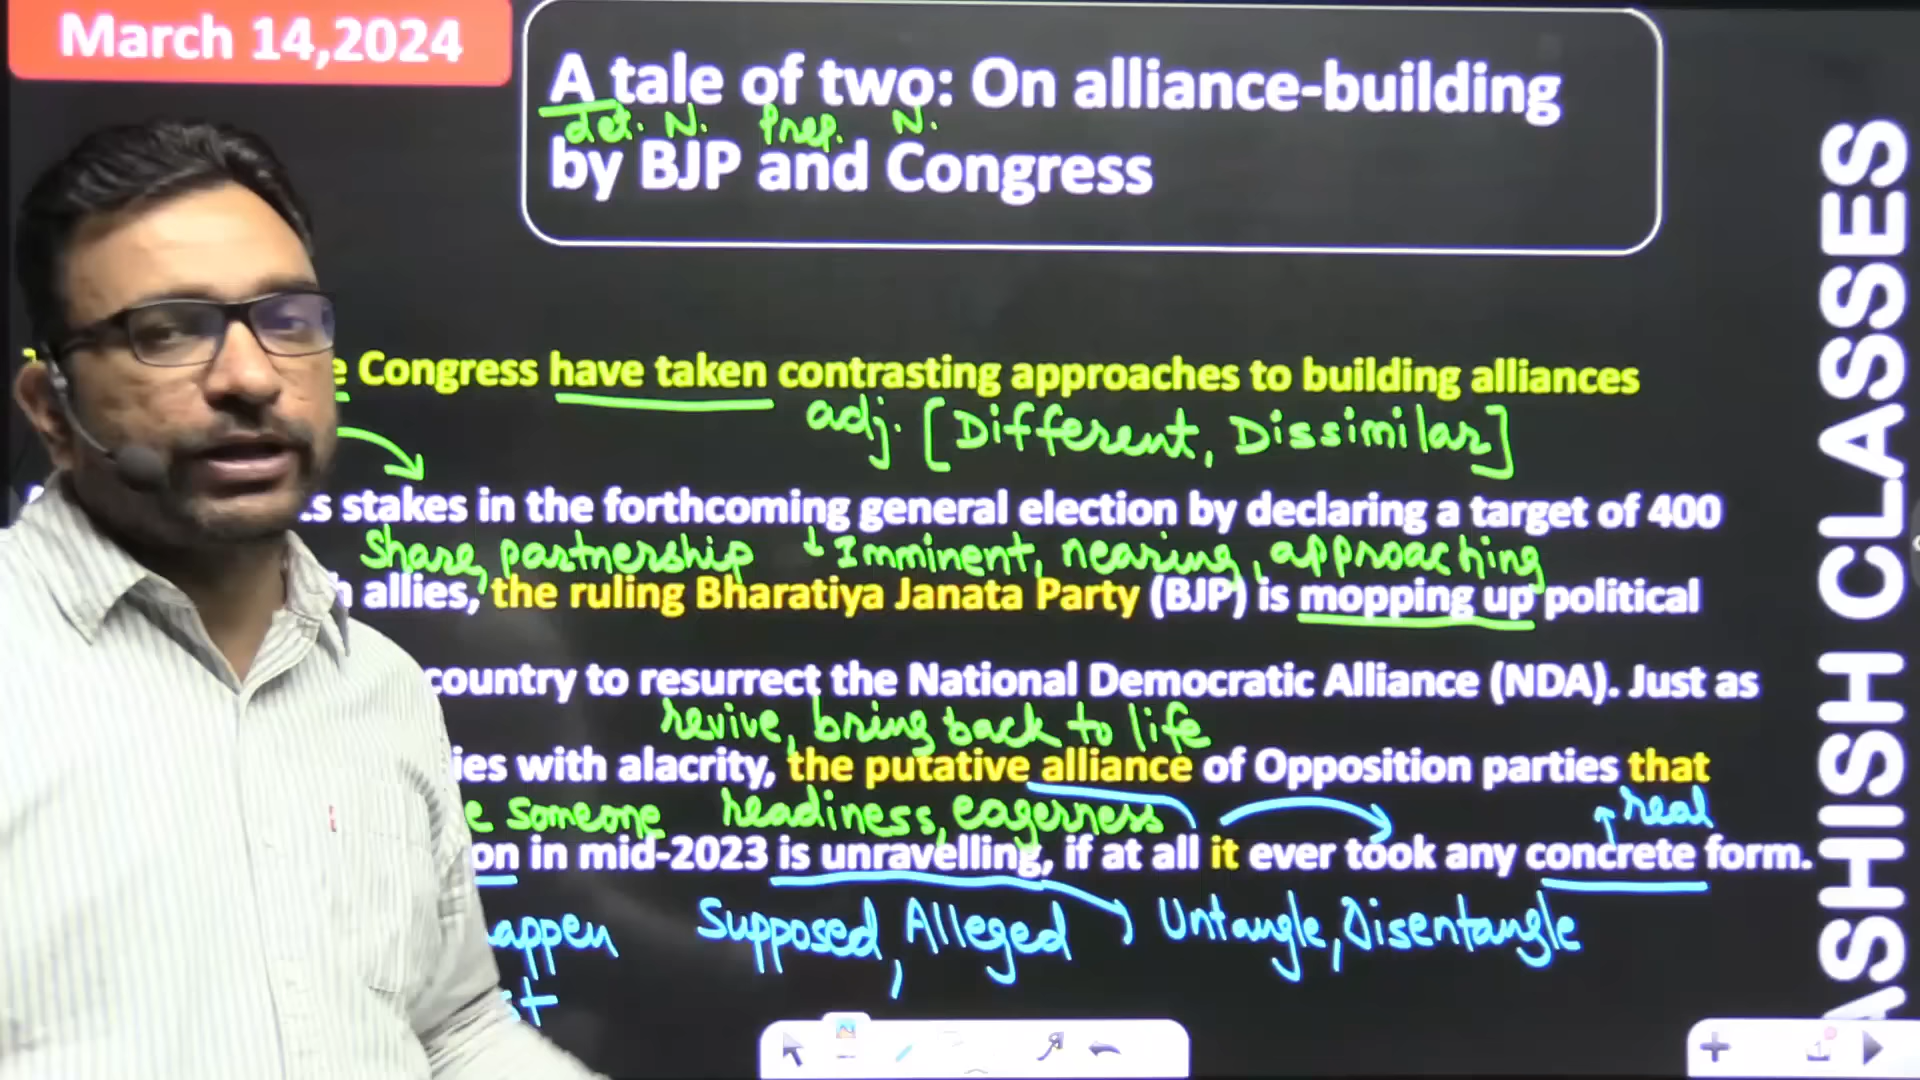 March 14,2024
A tale of two: On alliance-building
det. N. Prep. N.
by BJP and Congress
Congress have taken contrasting approaches to building alliances
adj. [Different, Dissimilar]
stakes in the forthcoming general election by declaring a target of 400
Share, partnership ↓ Imminent, nearing, approaching
allies, the ruling Bharatiya Janata Party (BJP) is mopping up political
country to resurrect the National Democratic Alliance (NDA). Just as
revive, bring back to life
with alacrity, the putative alliance of Opposition parties that
someone readiness, eagerness real
in mid-2023 is unravelling, if at all it ever took any concrete form.
Supposed, Alleged Untangle, Disentangle
ASHISH CLASSES